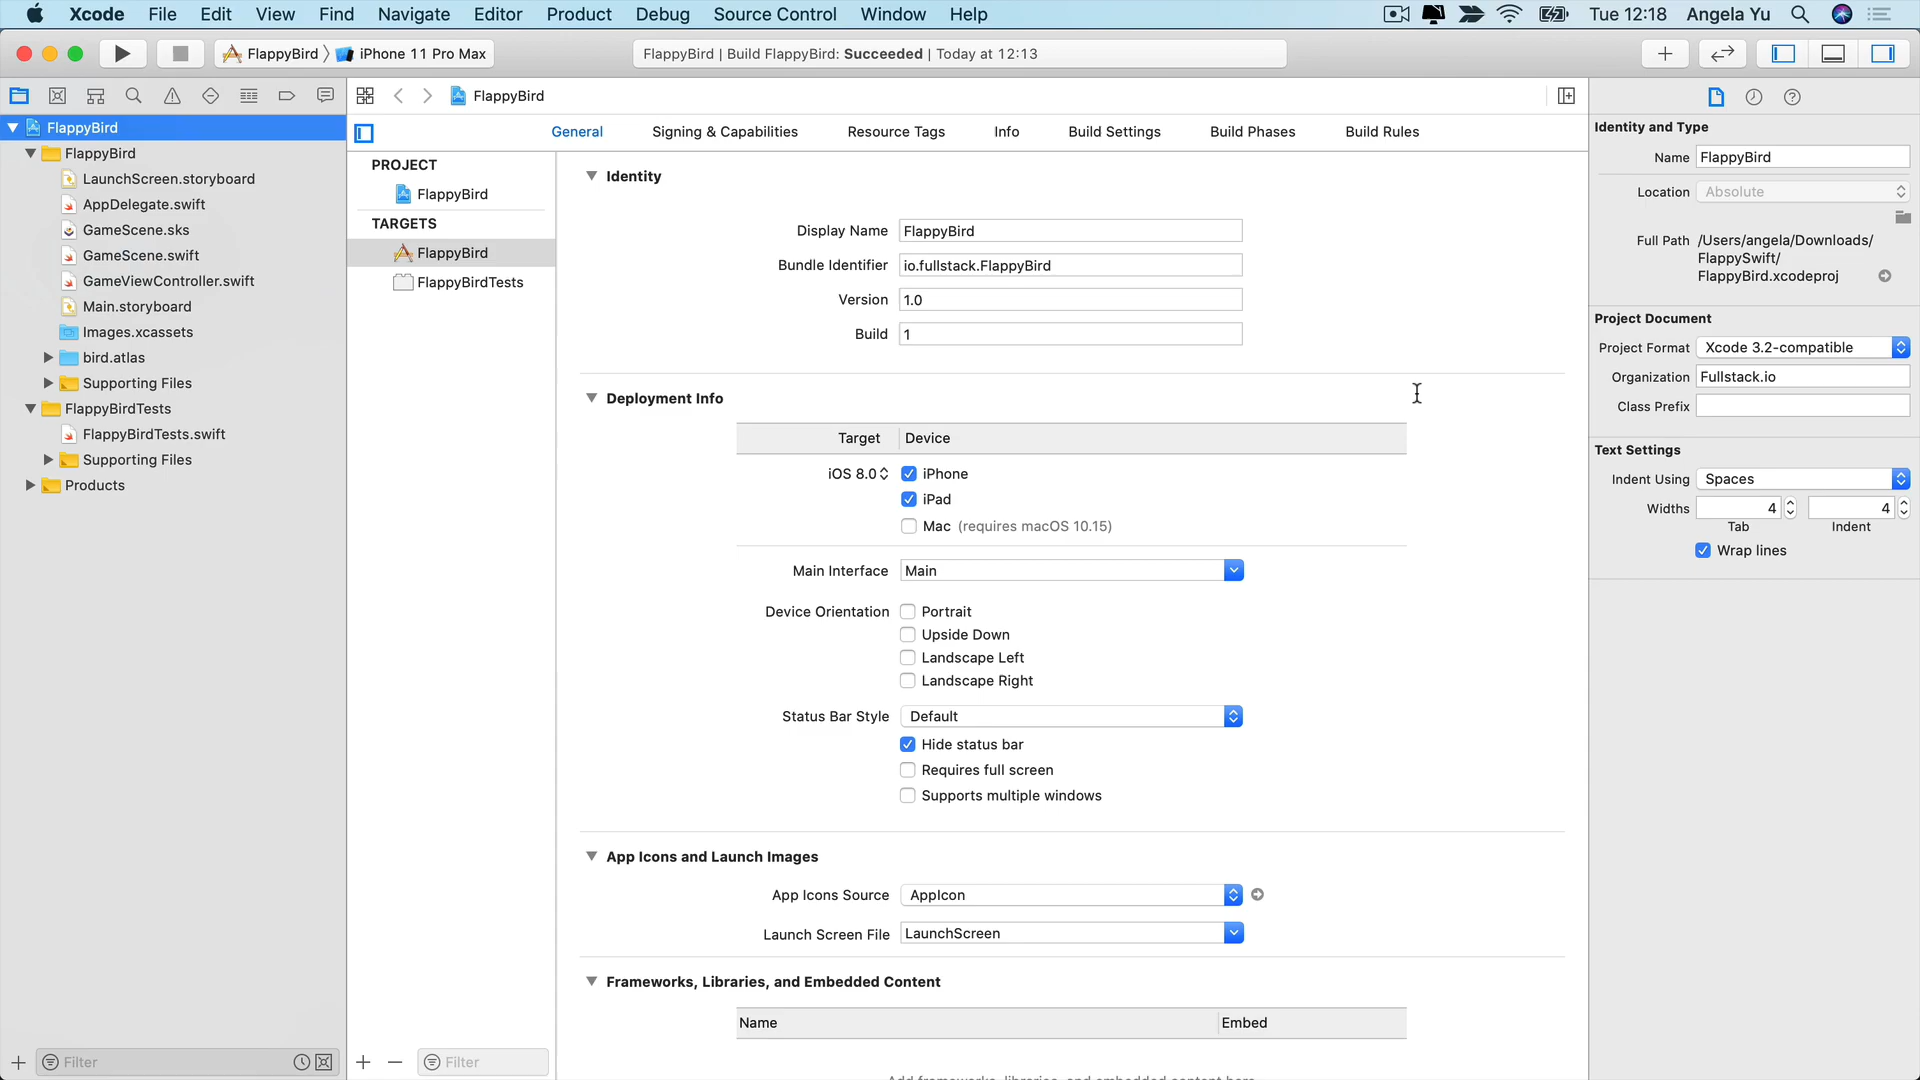 Xcode File Edit View Find Navigate Editor Product Debug Source Control Window Help Tue 12:18 Angela Yu
FlappyBird iPhone 11 Pro Max
FlappyBird | Build FlappyBird: Succeeded | Today at 12:13
FlappyBird
FlappyBird
LaunchScreen.storyboard
AppDelegate.swift
GameScene.sks
GameScene.swift
GameViewController.swift
Main.storyboard
Images.xcassets
bird.atlas
Supporting Files
FlappyBirdTests
FlappyBirdTests.swift
Supporting Files
Products
Filter
FlappyBird
General Signing & Capabilities Resource Tags Info Build Settings Build Phases Build Rules
PROJECT
FlappyBird
TARGETS
FlappyBird
FlappyBirdTests
Filter
Identity
Display Name FlappyBird
Bundle Identifier io.fullstack.FlappyBird
Version 1.0
Build 1
Deployment Info
Target Device
iOS 8.0 iPhone
iPad
Mac (requires macOS 10.15)
Main Interface Main
Device Orientation Portrait
Upside Down
Landscape Left
Landscape Right
Status Bar Style Default
Hide status bar
Requires full screen
Supports multiple windows
App Icons and Launch Images
App Icons Source AppIcon
Launch Screen File LaunchScreen
Frameworks, Libraries, and Embedded Content
Name Embed
Add frameworks, libraries, and embedded content here
Identity and Type
Name FlappyBird
Location Absolute
Full Path /Users/angela/Downloads/
FlappySwift/
FlappyBird.xcodeproj
Project Document
Project Format Xcode 3.2-compatible
Organization Fullstack.io
Class Prefix
Text Settings
Indent Using Spaces
Widths 4 4
Tab Indent
Wrap lines